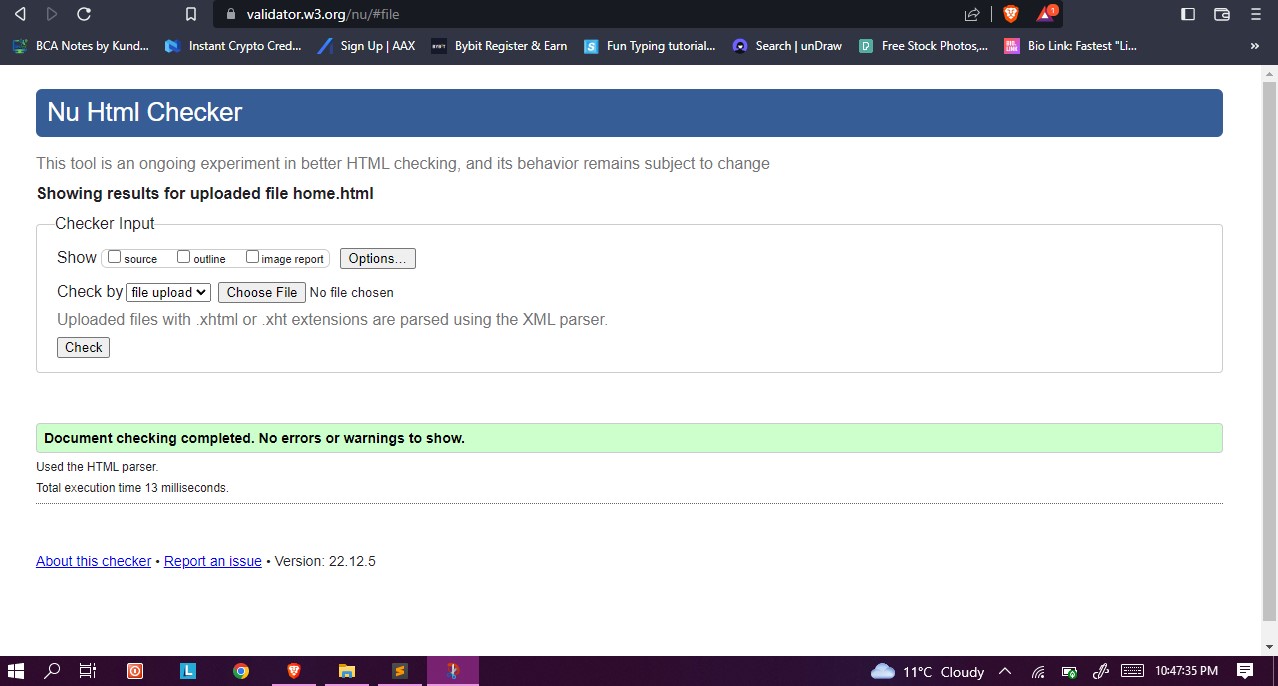 validator.w3.org/nu/#file
1
BCA Notes by Kund...
Instant Crypto Cred...
Sign Up | AAX
BYBIT
Bybit Register & Earn
S
Fun Typing tutorial...
Search | unDraw
Free Stock Photos,...
BIO LINK
Bio Link: Fastest "Li...
»
Nu Html Checker
This tool is an ongoing experiment in better HTML checking, and its behavior remains subject to change
Showing results for uploaded file home.html
Checker Input
Show source outline image report Options...
Check by file upload Choose File No file chosen
Uploaded files with .xhtml or .xht extensions are parsed using the XML parser.
Check
Document checking completed. No errors or warnings to show.
Used the HTML parser.
Total execution time 13 milliseconds.
About this checker • Report an issue • Version: 22.12.5
L
11°C Cloudy
10:47:35 PM